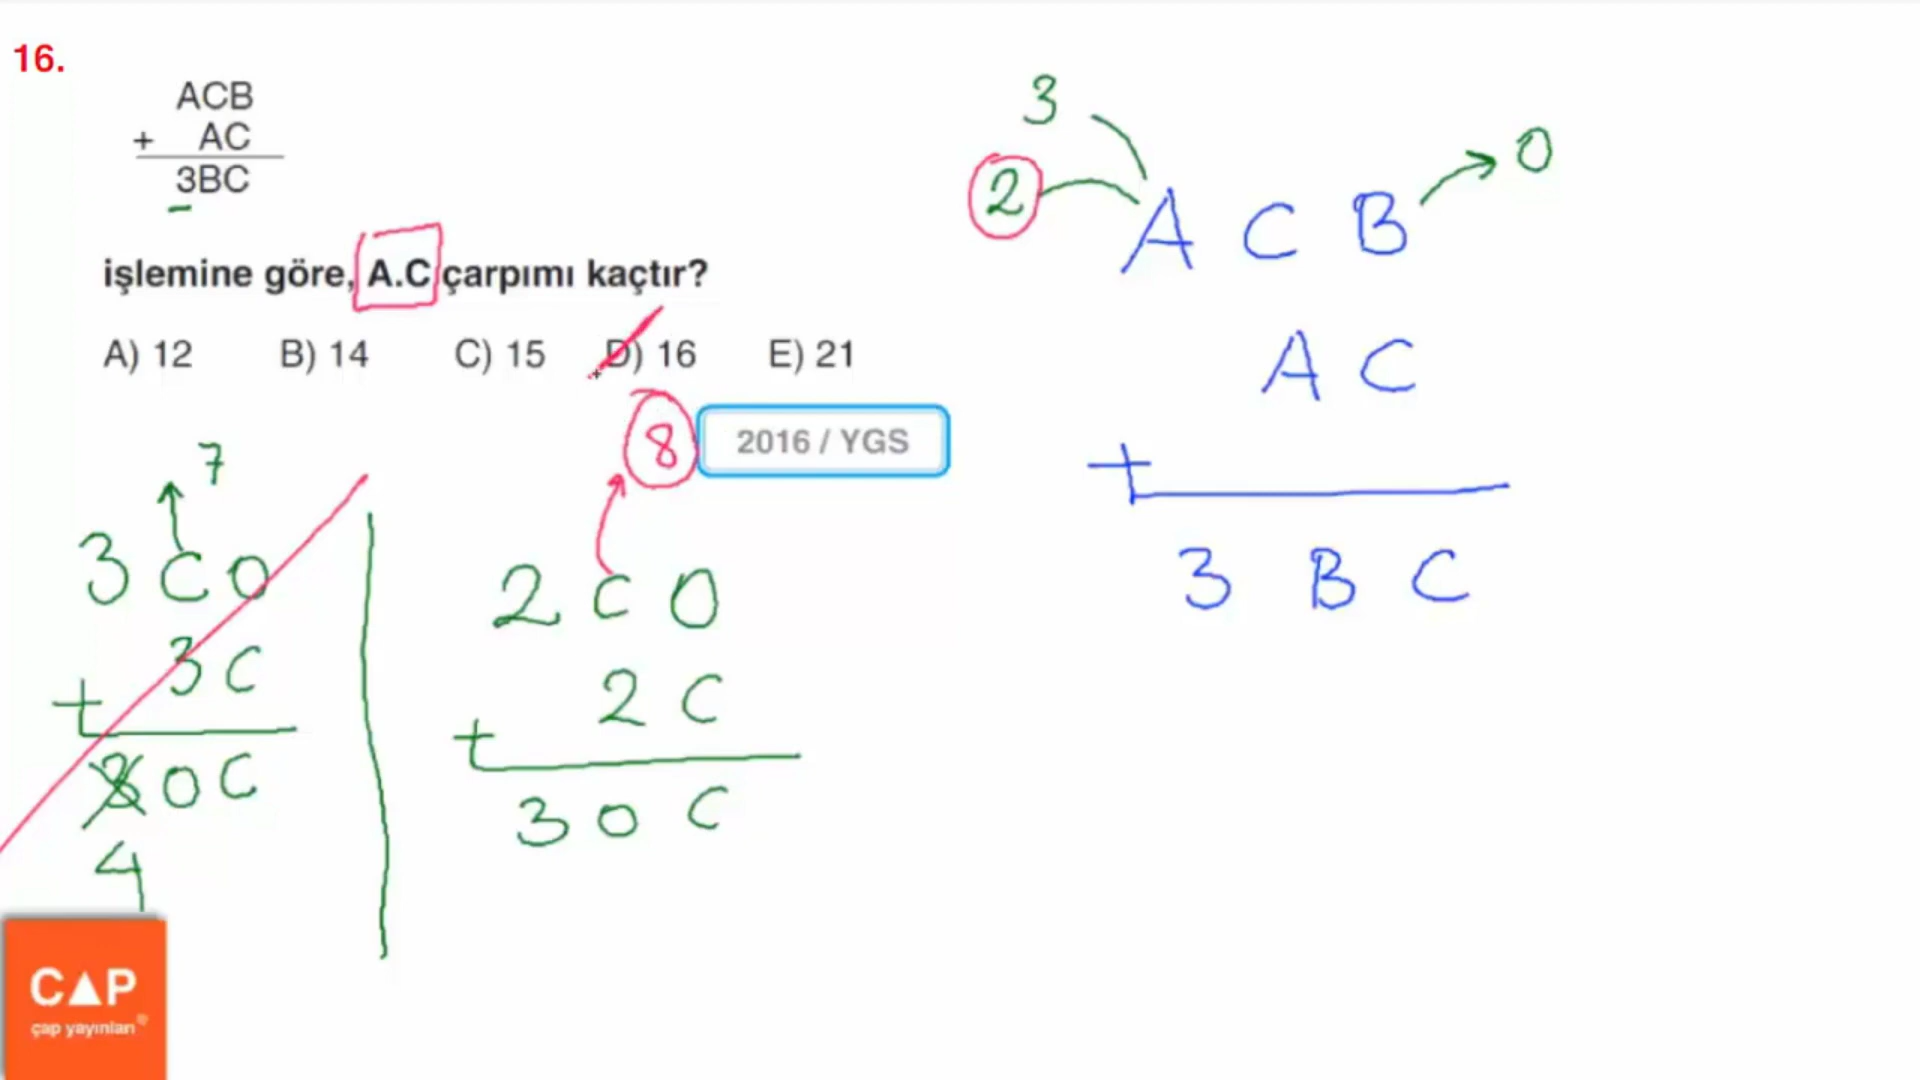 16.
ACB
+ AC
3BC
işlemine göre, A.C çarpımı kaçtır?
A) 12 B) 14 C) 15 D) 16 E) 21
2016 / YGS
3
2
0
A C B
A C
+
3 B C
7
3 C 0
3 C
+
3 0 C
4
8
2 C 0
2 C
+
3 0 C
CAP
çap yayınları®